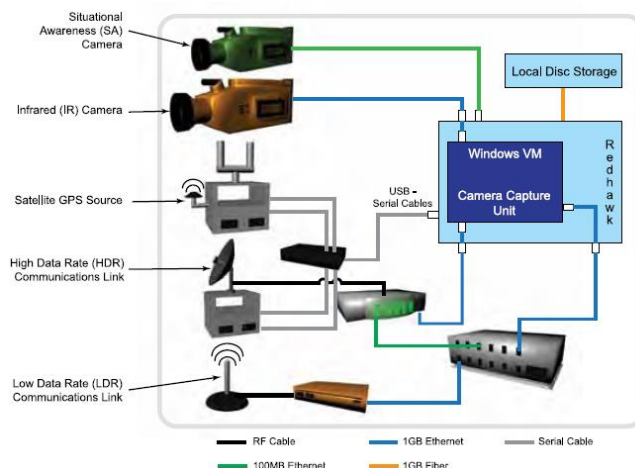 Situational
Awareness (SA)
Camera
Infrared (IR) Camera
Satellite GPS Source
High Data Rate (HDR)
Communications Link
Low Data Rate (LDR)
Communications Link
Local Disc Storage
Redhawk
Windows VM
Camera Capture
Unit
USB -
Serial Cables
RF Cable
1GB Ethernet
Serial Cable
100MB Ethernet
1GB Fiber